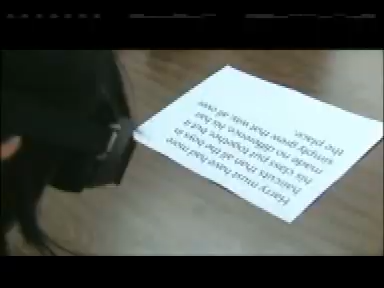 Harry must have had more
haircuts than all the boys in
his class put together, but it
simply no difference, his hair
made grew that was all over
the place.